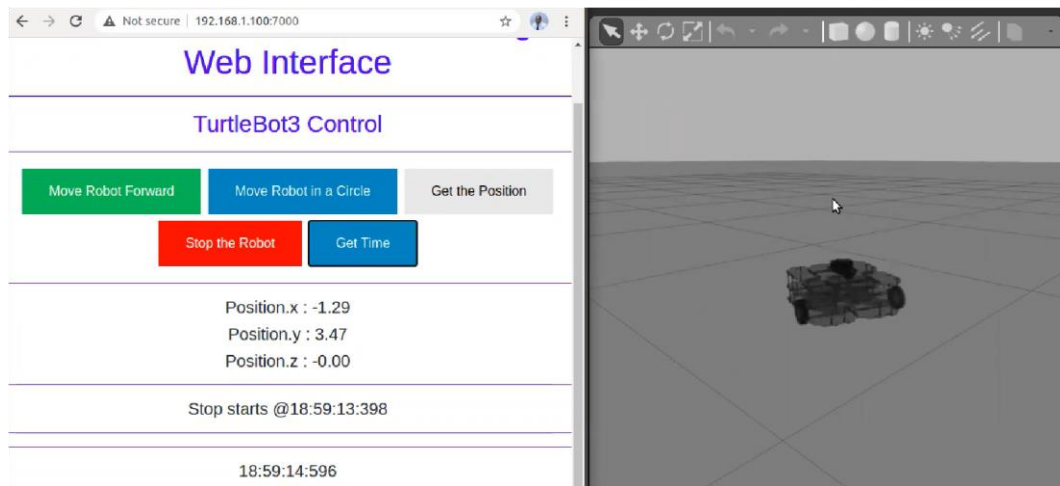 Not secure 192.168.1.100:7000
Web Interface
TurtleBot3 Control
Move Robot Forward
Move Robot in a Circle
Get the Position
Stop the Robot
Get Time
Position.x : -1.29
Position.y : 3.47
Position.z : -0.00
Stop starts @18:59:13:398
18:59:14:596